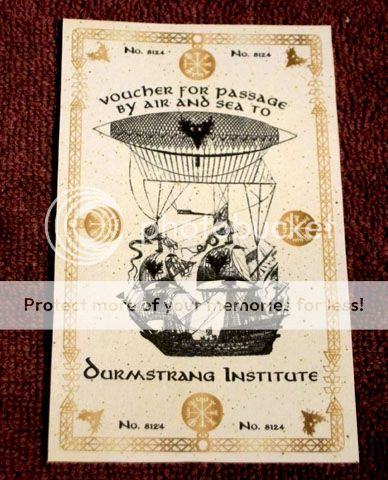 No. 8124 No. 8124
Voucher for Passage
by Air and Sea to
photobucket
Protect more of your memories for less!
Durmstrang Institute
No. 8124 No. 8124